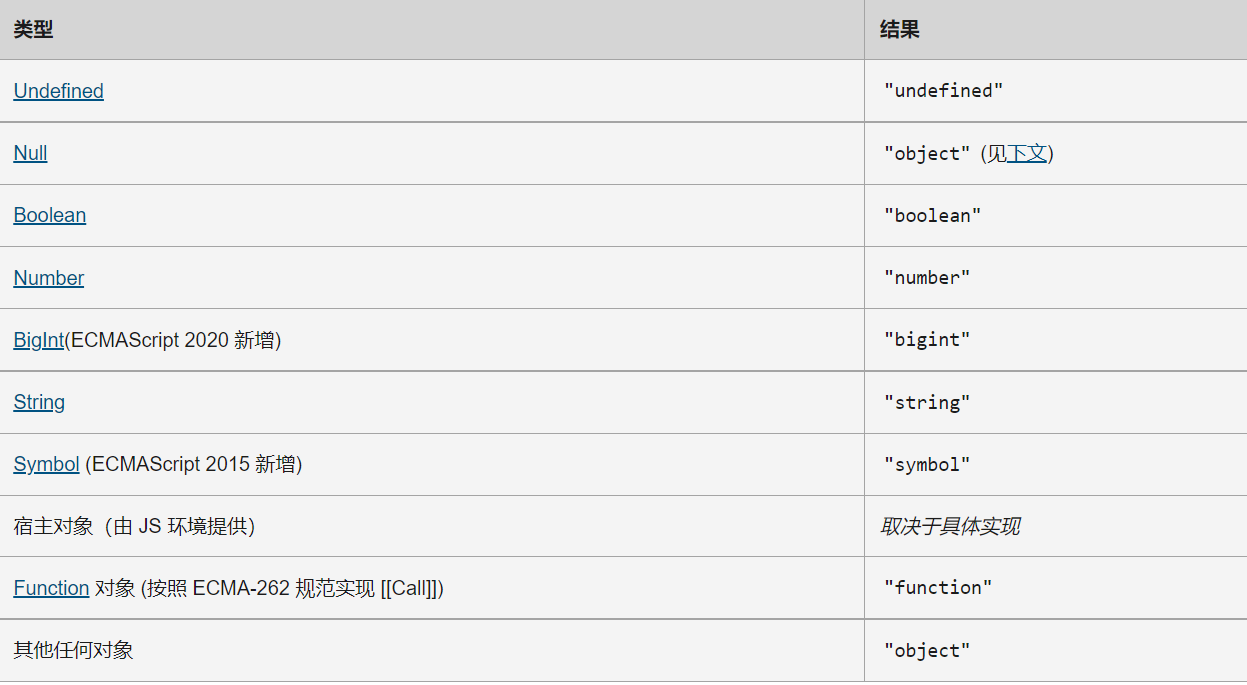 类型 结果
Undefined "undefined"
Null "object" (见下文)
Boolean "boolean"
Number "number"
BigInt(ECMAScript 2020 新增) "bigint"
String "string"
Symbol (ECMAScript 2015 新增) "symbol"
宿主对象（由 JS 环境提供） 取决于具体实现
Function 对象 (按照 ECMA-262 规范实现 [[Call]]) "function"
其他任何对象 "object"